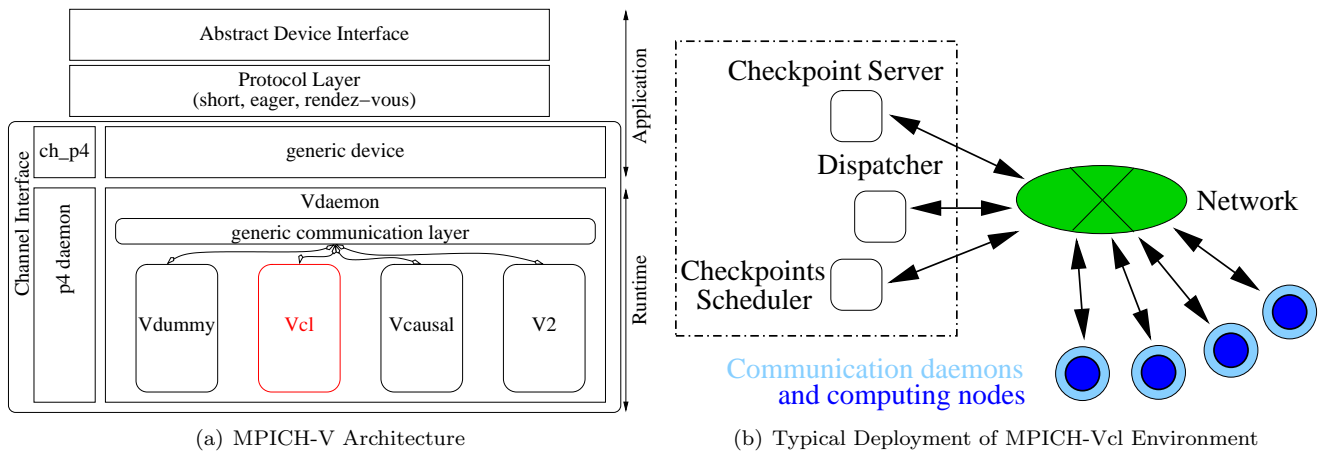 Abstract Device Interface
Protocol Layer
(short, eager, rendez−vous)
Channel Interface
ch_p4
generic device
p4 daemon
Vdaemon
generic communication layer
Vdummy
Vcl
Vcausal
V2
Application
Runtime
(a) MPICH-V Architecture
Checkpoint Server
Dispatcher
Checkpoints
Scheduler
Network
Communication daemons
and computing nodes
(b) Typical Deployment of MPICH-Vcl Environment